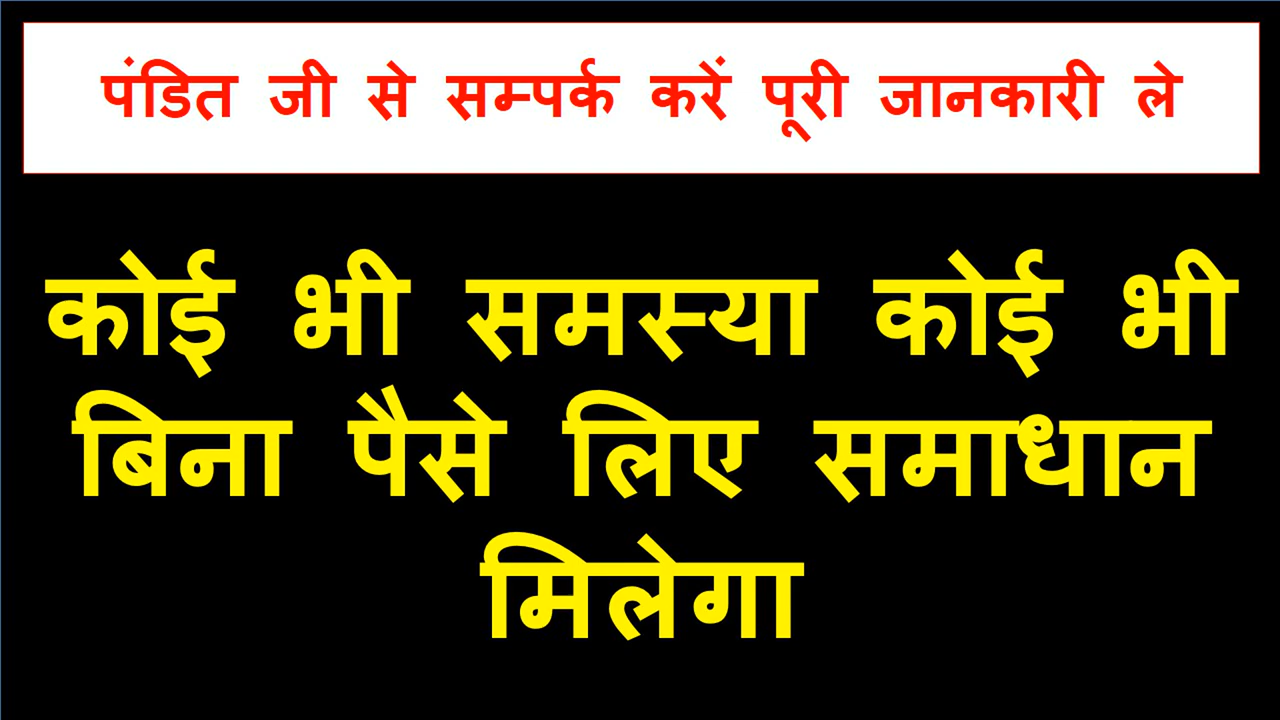 पंडित जी से सम्पर्क करें पूरी जानकारी ले
कोई भी समस्या कोई भी
बिना पैसे लिए समाधान
मिलेगा